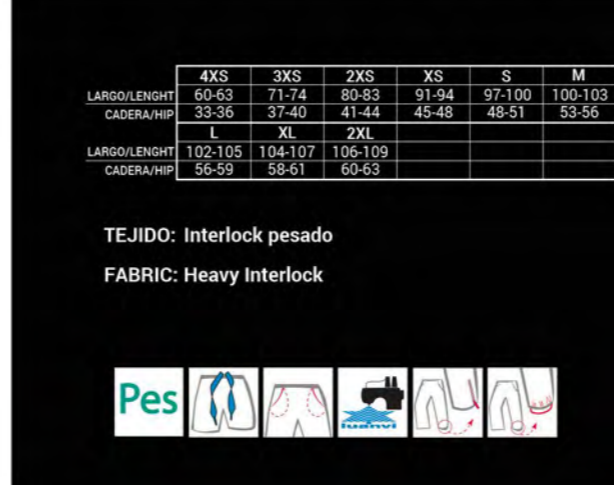 4XS 3XS 2XS XS S M
LARGO/LENGHT 60-63 71-74 80-83 91-94 97-100 100-103
CADERA/HIP 33-36 37-40 41-44 45-48 48-51 53-56
L XL 2XL
LARGO/LENGHT 102-105 104-107 106-109
CADERA/HIP 56-59 58-61 60-63
TEJIDO: Interlock pesado
FABRIC: Heavy Interlock
Pes
luanvi